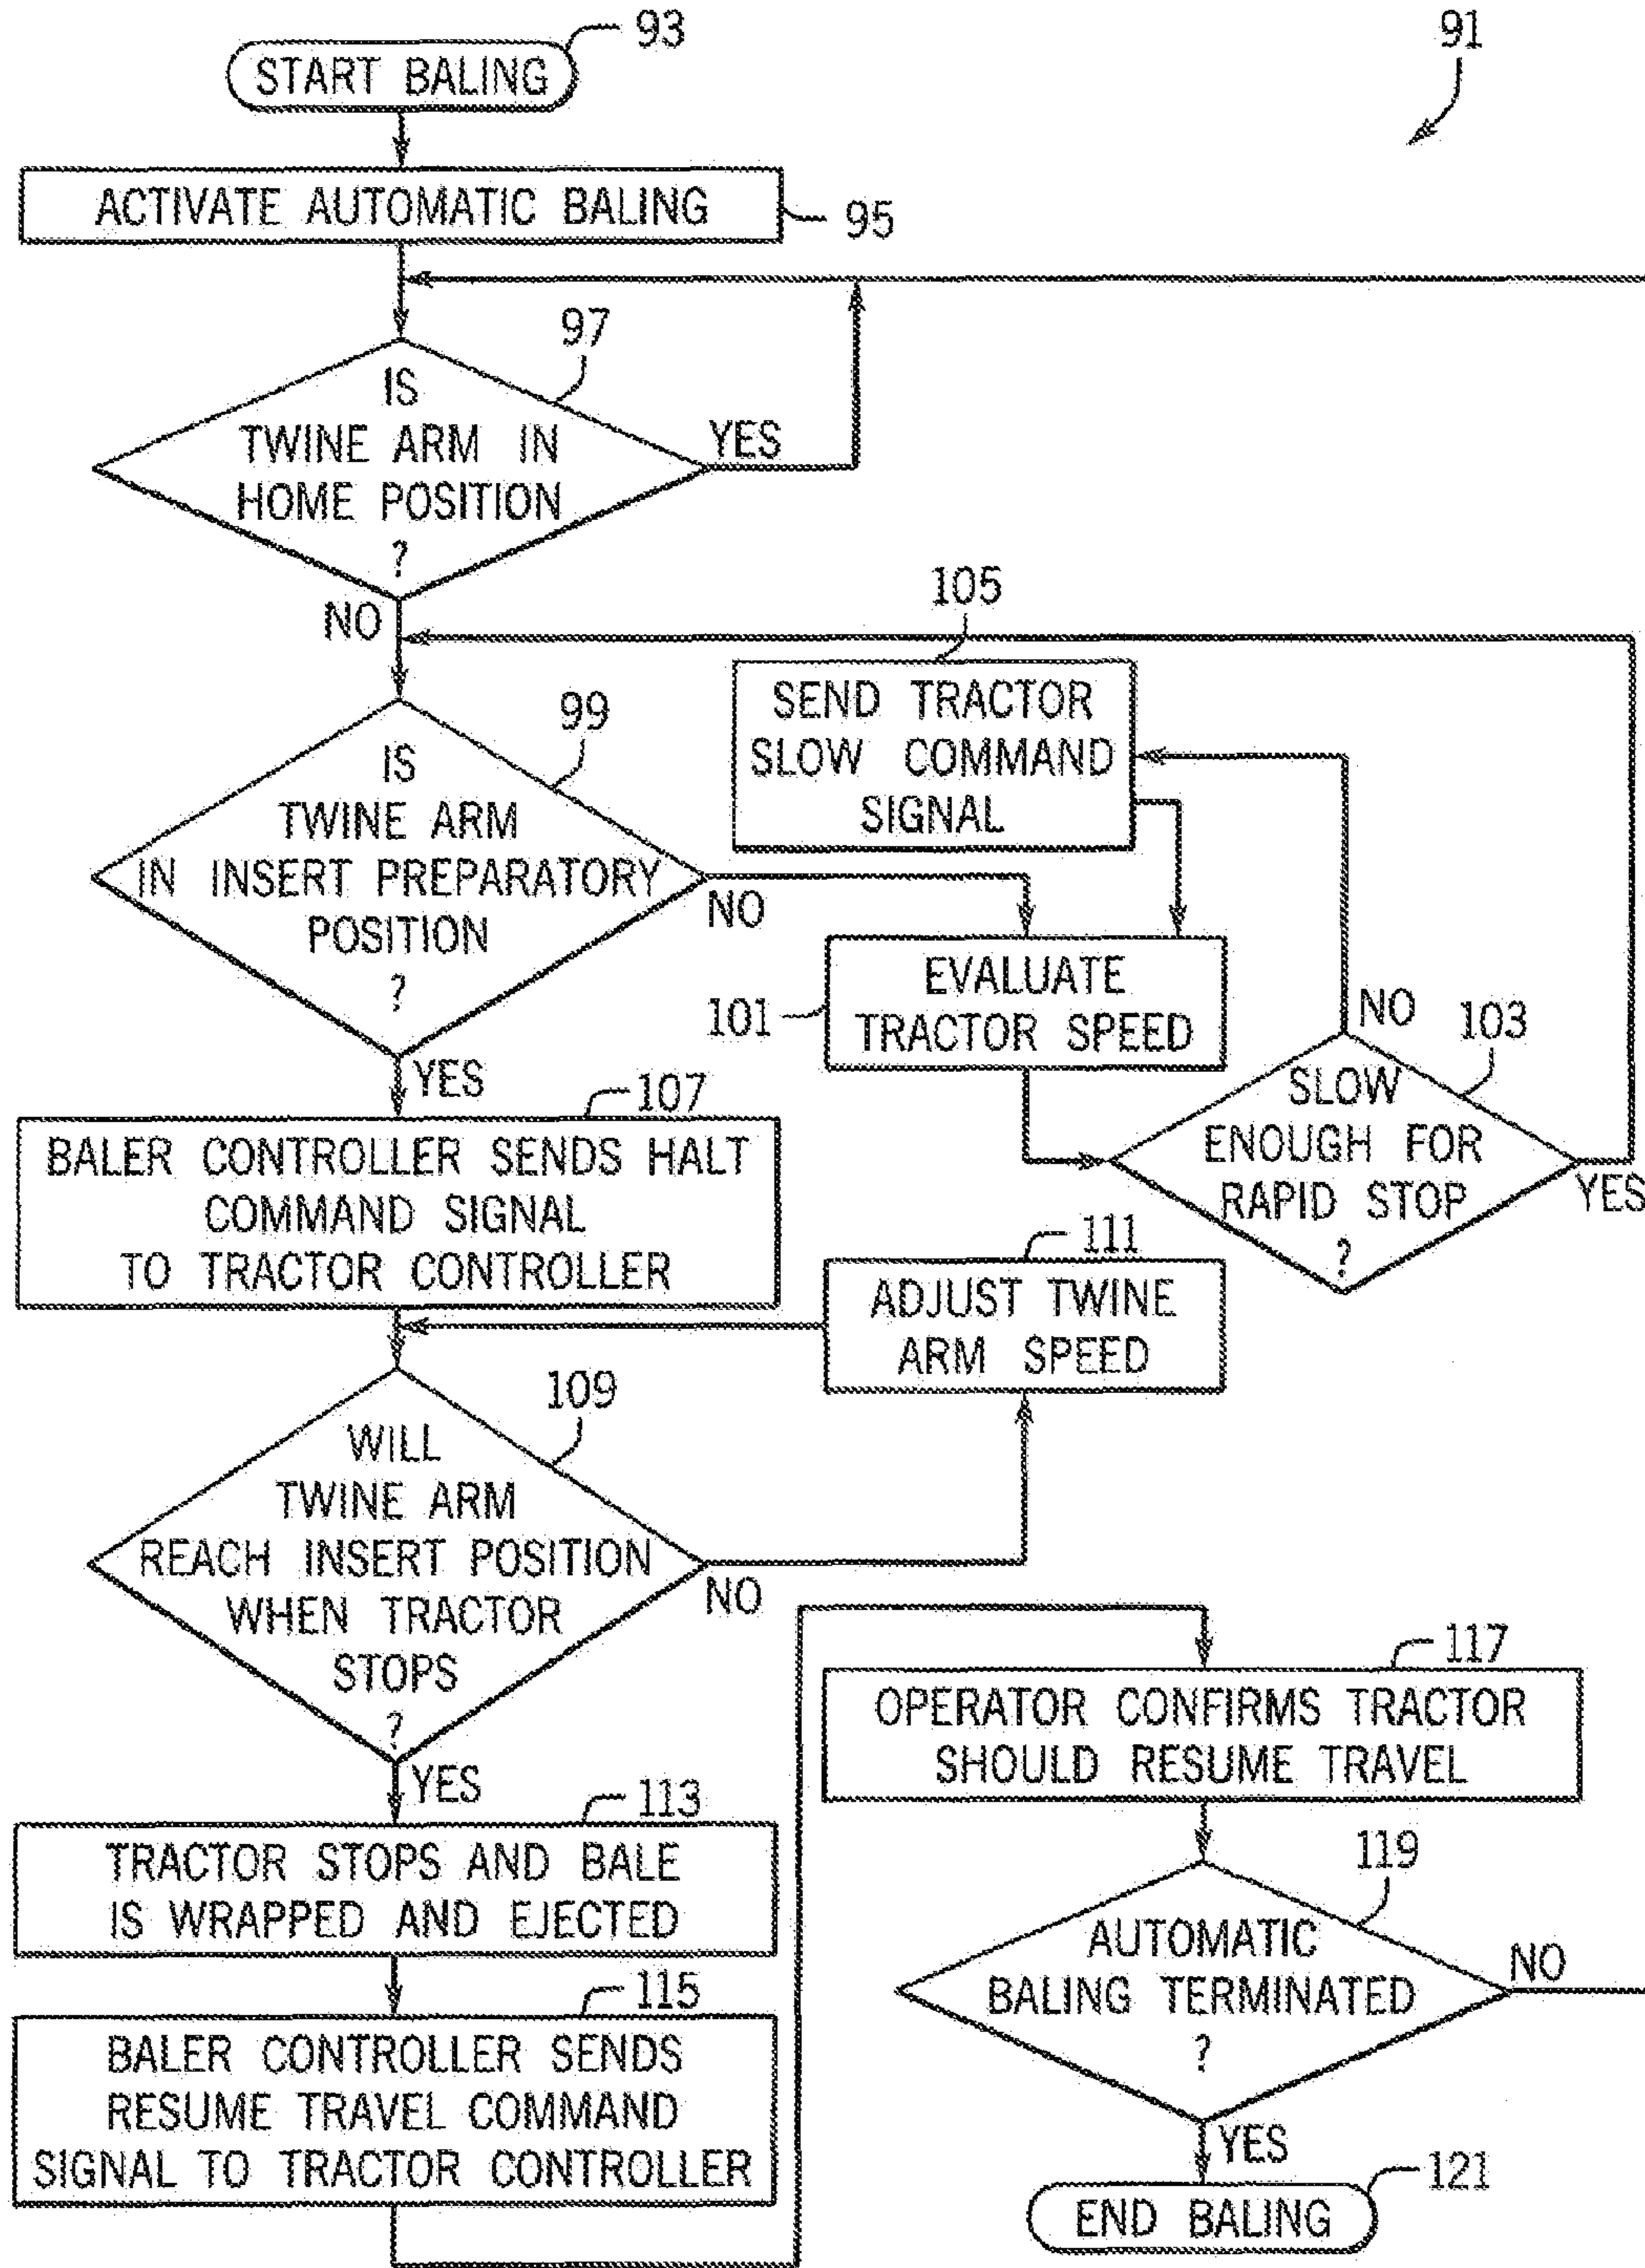 93
91
START BALING
ACTIVATE AUTOMATIC BALING
95
97
IS
TWINE ARM IN
HOME POSITION
?
YES
NO
105
SEND TRACTOR
SLOW COMMAND
SIGNAL
99
IS
TWINE ARM
IN INSERT PREPARATORY
POSITION
?
NO
YES
101
EVALUATE
TRACTOR SPEED
NO
103
SLOW
ENOUGH FOR
RAPID STOP
?
YES
107
BALER CONTROLLER SENDS HALT
COMMAND SIGNAL
TO TRACTOR CONTROLLER
111
ADJUST TWINE
ARM SPEED
109
WILL
TWINE ARM
REACH INSERT POSITION
WHEN TRACTOR
STOPS
?
NO
YES
113
TRACTOR STOPS AND BALE
IS WRAPPED AND EJECTED
115
BALER CONTROLLER SENDS
RESUME TRAVEL COMMAND
SIGNAL TO TRACTOR CONTROLLER
117
OPERATOR CONFIRMS TRACTOR
SHOULD RESUME TRAVEL
119
AUTOMATIC
BALING TERMINATED
?
NO
YES
END BALING
121